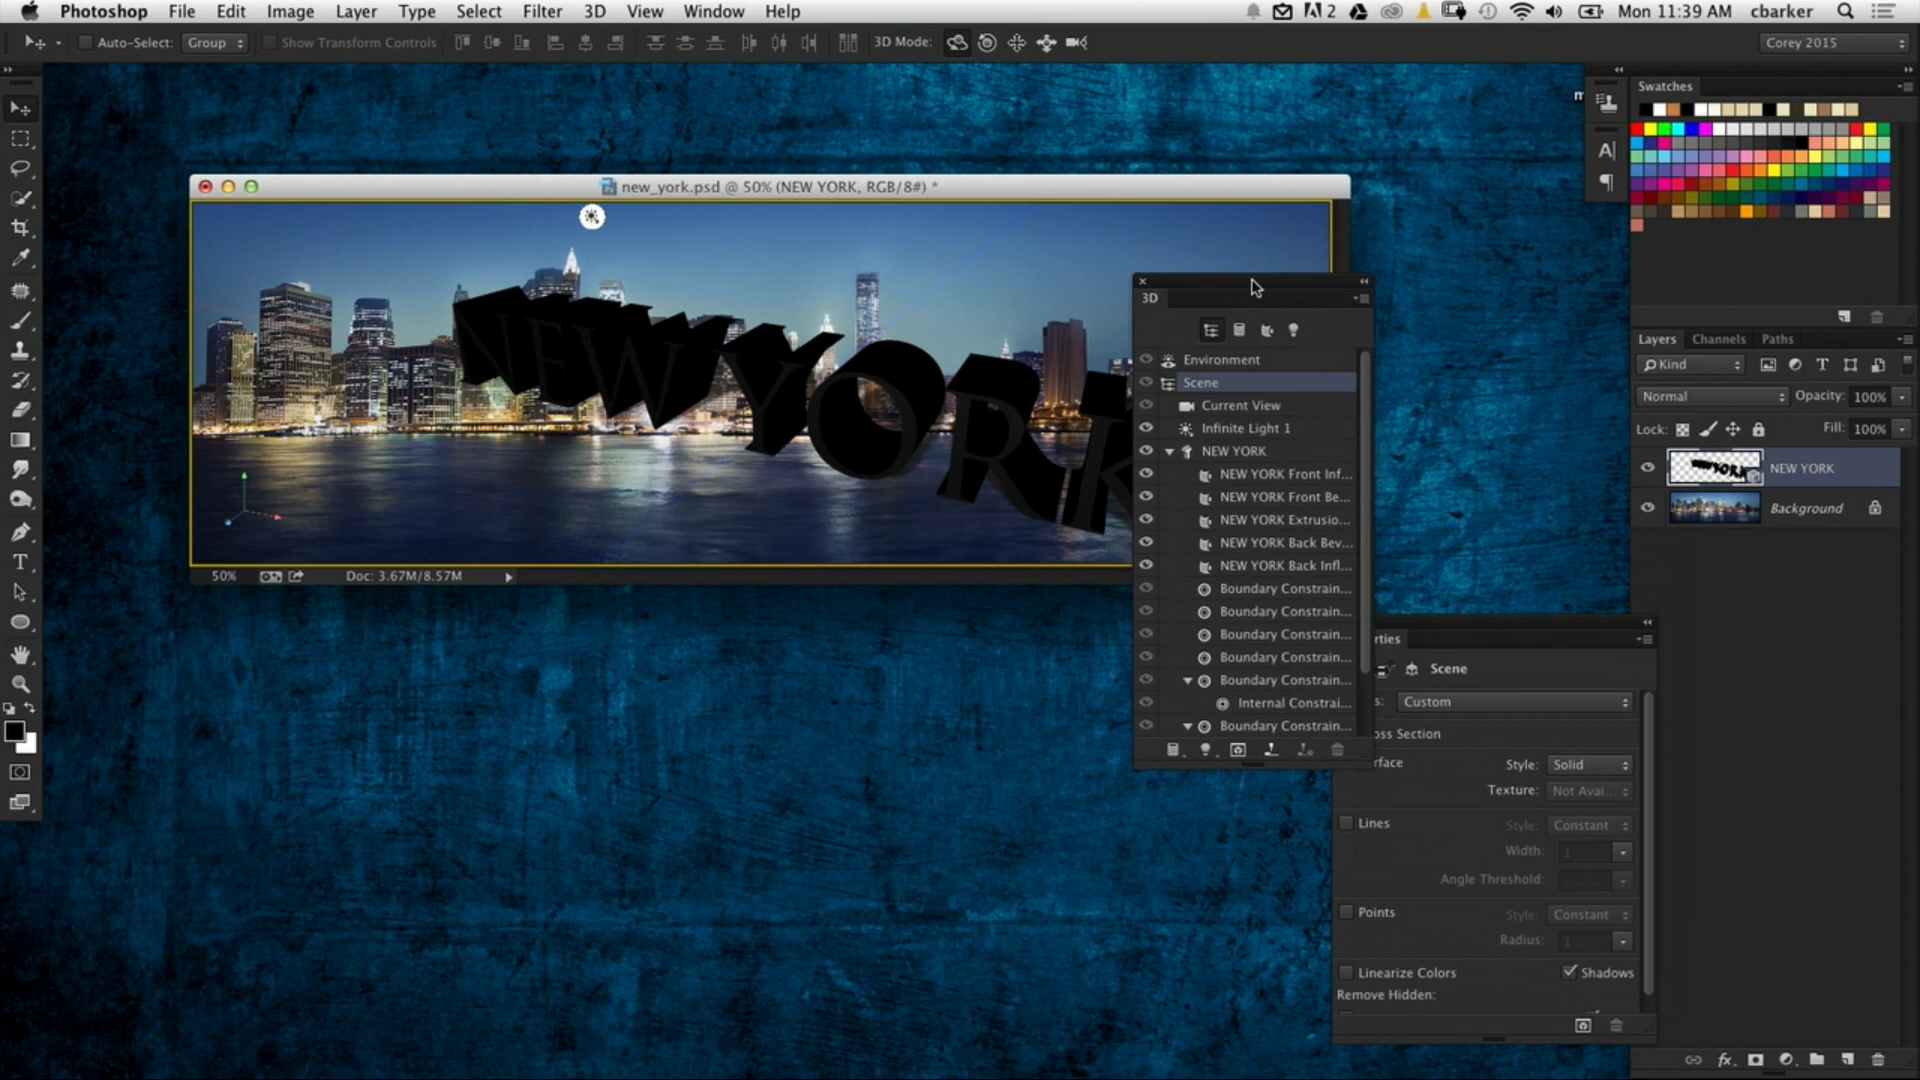 Photoshop File Edit Image Layer Type Select Filter 3D View Window Help 2 Mon 11:39 AM cbarker
Auto-Select: Group Show Transform Controls 3D Mode: Corey 2015
Swatches
new_york.psd @ 50% (NEW YORK, RGB/8#) *
NEW YORK
50% Doc: 3.67M/8.57M
3D
Environment
Scene
Current View
Infinite Light 1
NEW YORK
NEW YORK Front Inf...
NEW YORK Front Be...
NEW YORK Extrusio...
NEW YORK Back Bev...
NEW YORK Back Infl...
Boundary Constrain...
Boundary Constrain...
Boundary Constrain...
Boundary Constrain...
Boundary Constrain...
Internal Constrai...
Boundary Constrain...
Layers Channels Paths
Kind
Normal Opacity: 100%
Lock: Fill: 100%
NEW YORK
Background
rties
Scene
s: Custom
oss Section
rface Style: Solid
Texture: Not Avai...
Lines Style: Constant
Width: 1
Angle Threshold:
Points Style: Constant
Radius: 1
Linearize Colors Shadows
Remove Hidden: